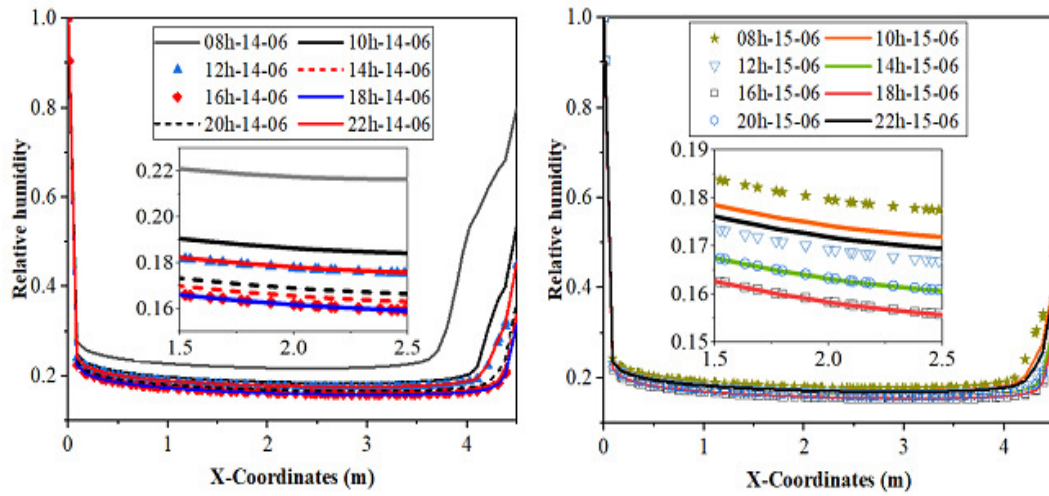 1.0
0.8
0.6
0.4
0.2
Relative humidity
08h-14-06 10h-14-06
12h-14-06 14h-14-06
16h-14-06 18h-14-06
20h-14-06 22h-14-06
0.22
0.20
0.18
0.16
1.5 2.0 2.5
0 1 2 3 4
X-Coordinates (m)
1.0
0.8
0.6
0.4
0.2
Relative humidity
08h-15-06 10h-15-06
12h-15-06 14h-15-06
16h-15-06 18h-15-06
20h-15-06 22h-15-06
0.19
0.18
0.17
0.16
0.15
1.5 2.0 2.5
0 1 2 3 4
X-Coordinates (m)